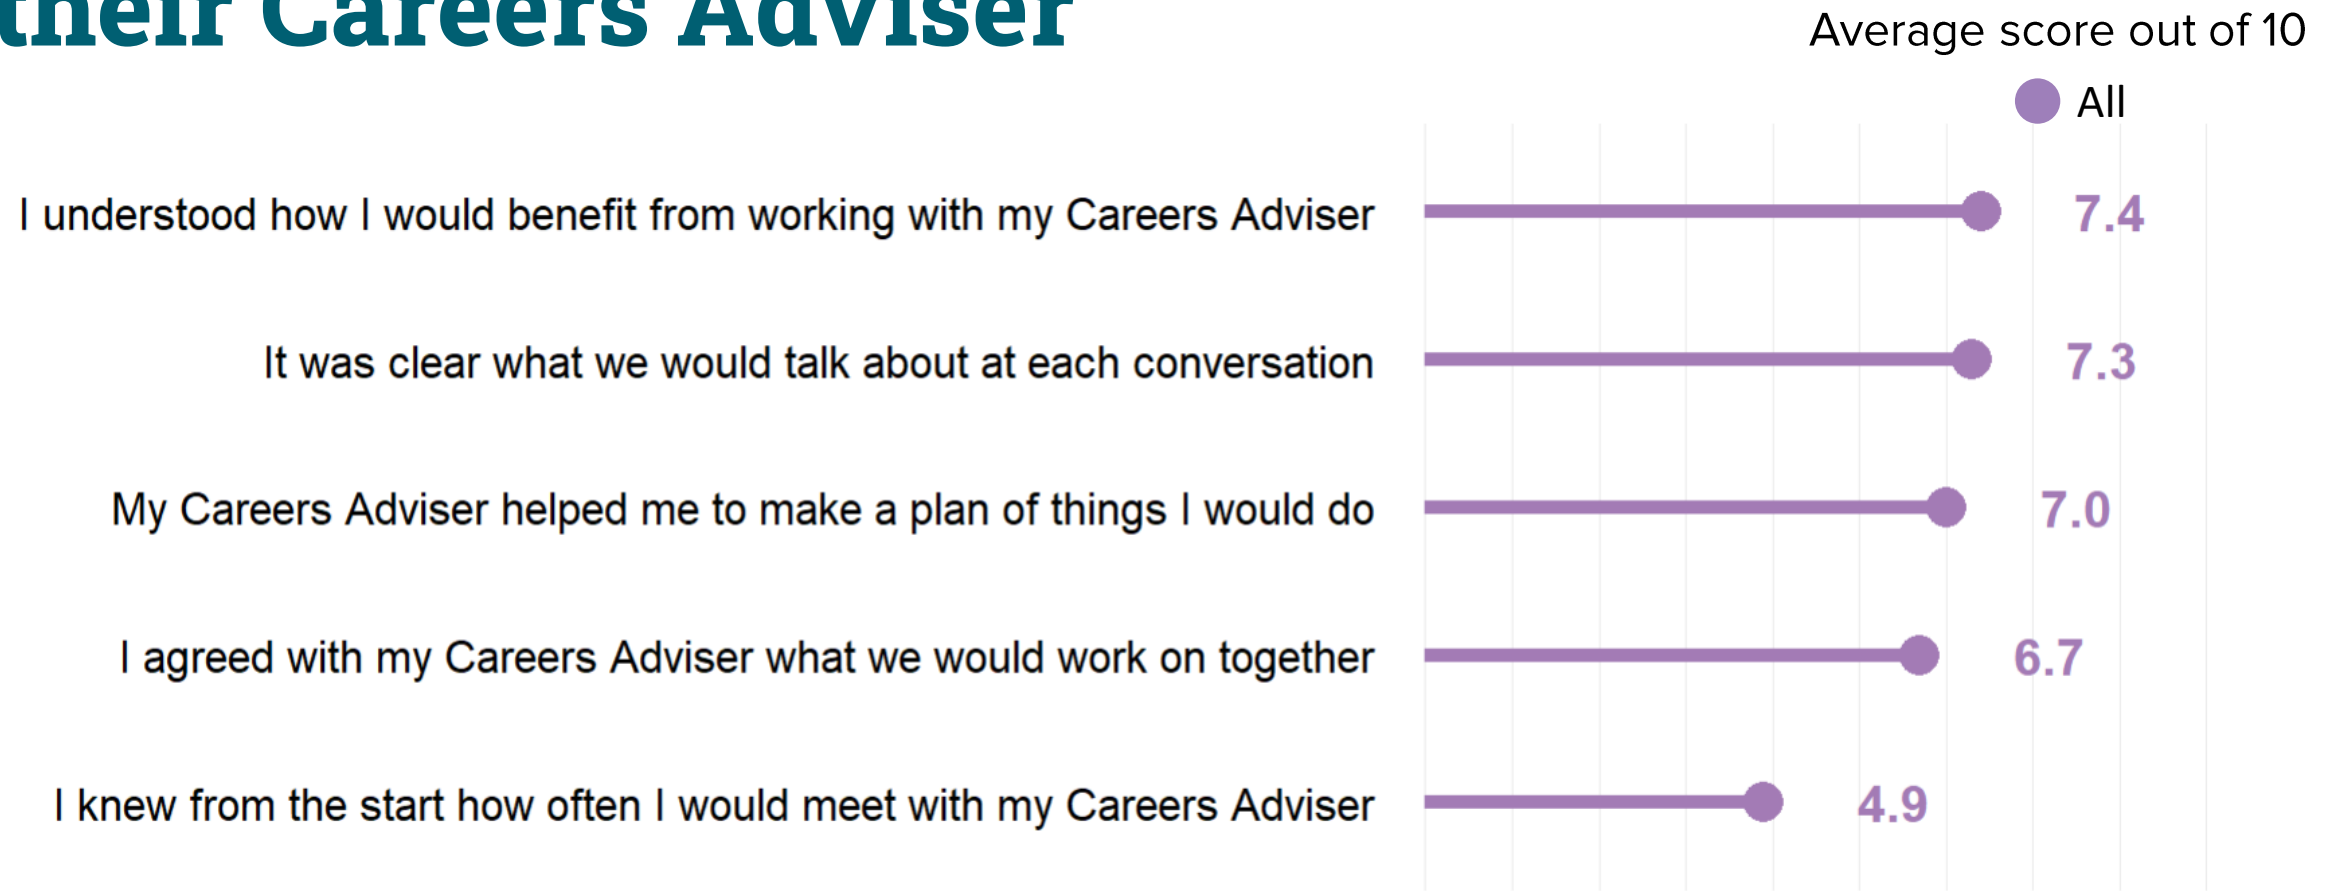 their Careers Adviser
Average score out of 10
All
I understood how I would benefit from working with my Careers Adviser 7.4
It was clear what we would talk about at each conversation 7.3
My Careers Adviser helped me to make a plan of things I would do 7.0
I agreed with my Careers Adviser what we would work on together 6.7
I knew from the start how often I would meet with my Careers Adviser 4.9